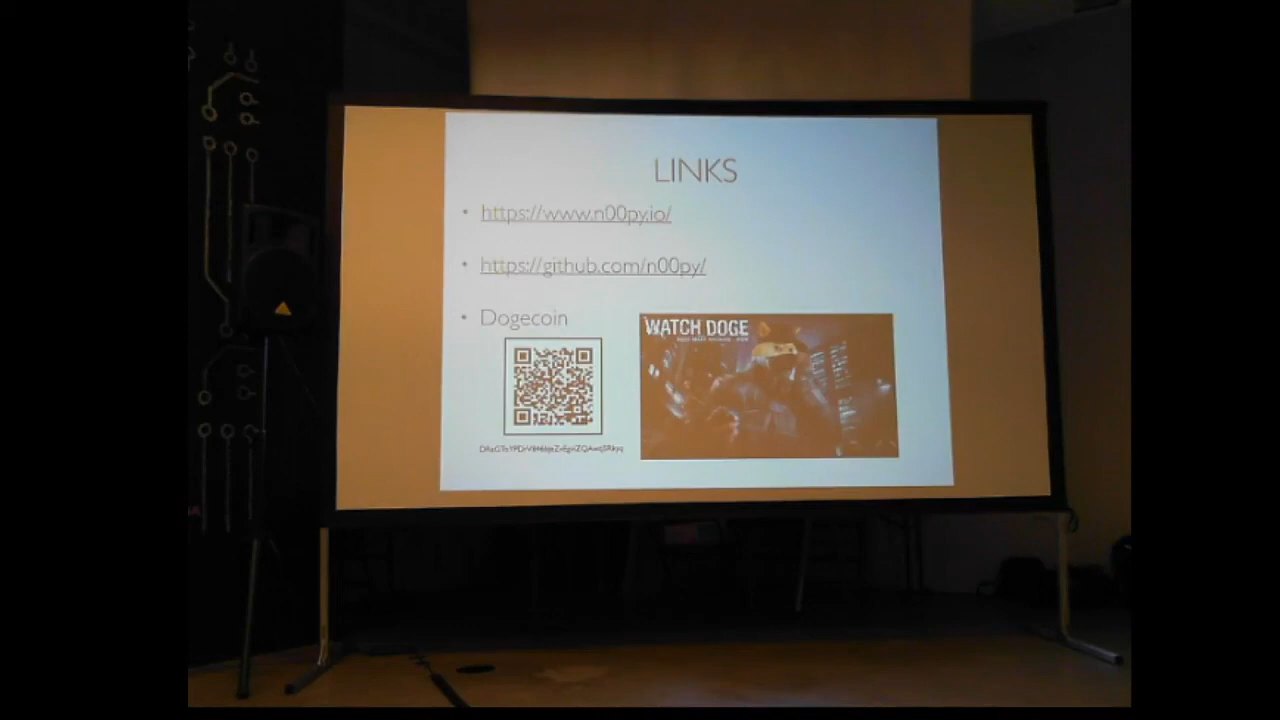 LINKS
• https://www.n00py.io/
• https://github.com/n00py/
• Dogecoin
WATCH DOGE